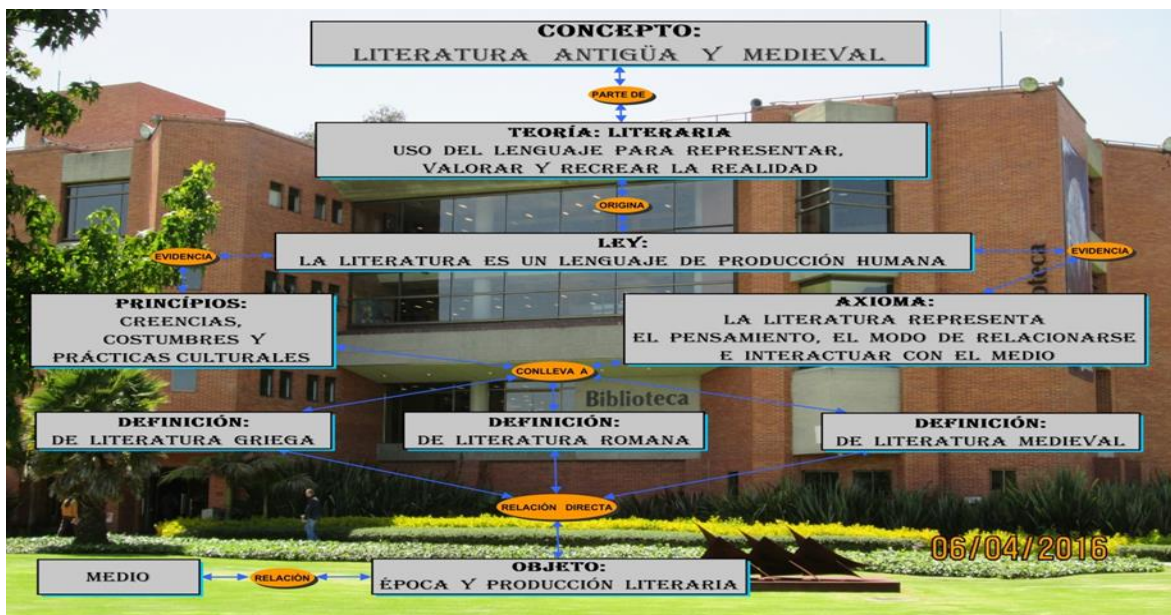 CONCEPTO:
LITERATURA ANTIGÜA Y MEDIEVAL
PARTE DE
TEORÍA: LITERARIA
USO DEL LENGUAJE PARA REPRESENTAR,
VALORAR Y RECREAR LA REALIDAD
ORIGINA
LEY:
LA LITERATURA ES UN LENGUAJE DE PRODUCCIÓN HUMANA
EVIDENCIA
EVIDENCIA
PRINCÍPIOS:
CREENCIAS,
COSTUMBRES Y
PRÁCTICAS CULTURALES
AXIOMA:
LA LITERATURA REPRESENTA
EL PENSAMIENTO, EL MODO DE RELACIONARSE
E INTERACTUAR CON EL MEDIO
ioteca
CONLLEVA A
Biblioteca
DEFINICIÓN:
DE LITERATURA GRIEGA
DEFINICIÓN:
DE LITERATURA ROMANA
DEFINICIÓN:
DE LITERATURA MEDIEVAL
RELACIÓN DIRECTA
06/04/2016
MEDIO
RELACIÓN
OBJETO:
ÉPOCA Y PRODUCCIÓN LITERARIA